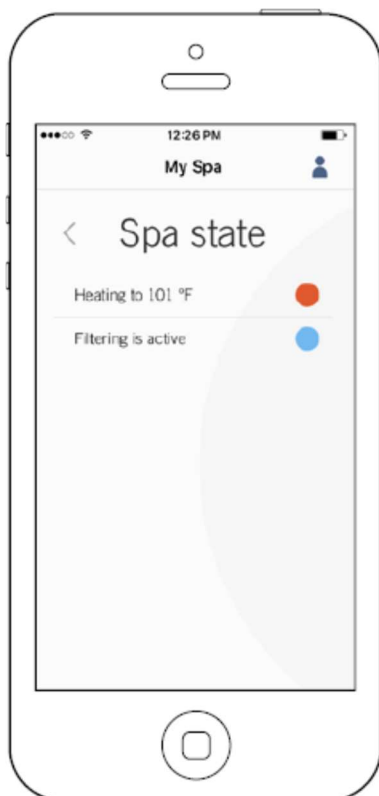 12:26 PM
My Spa
Spa state
Heating to 101 °F
Filtering is active